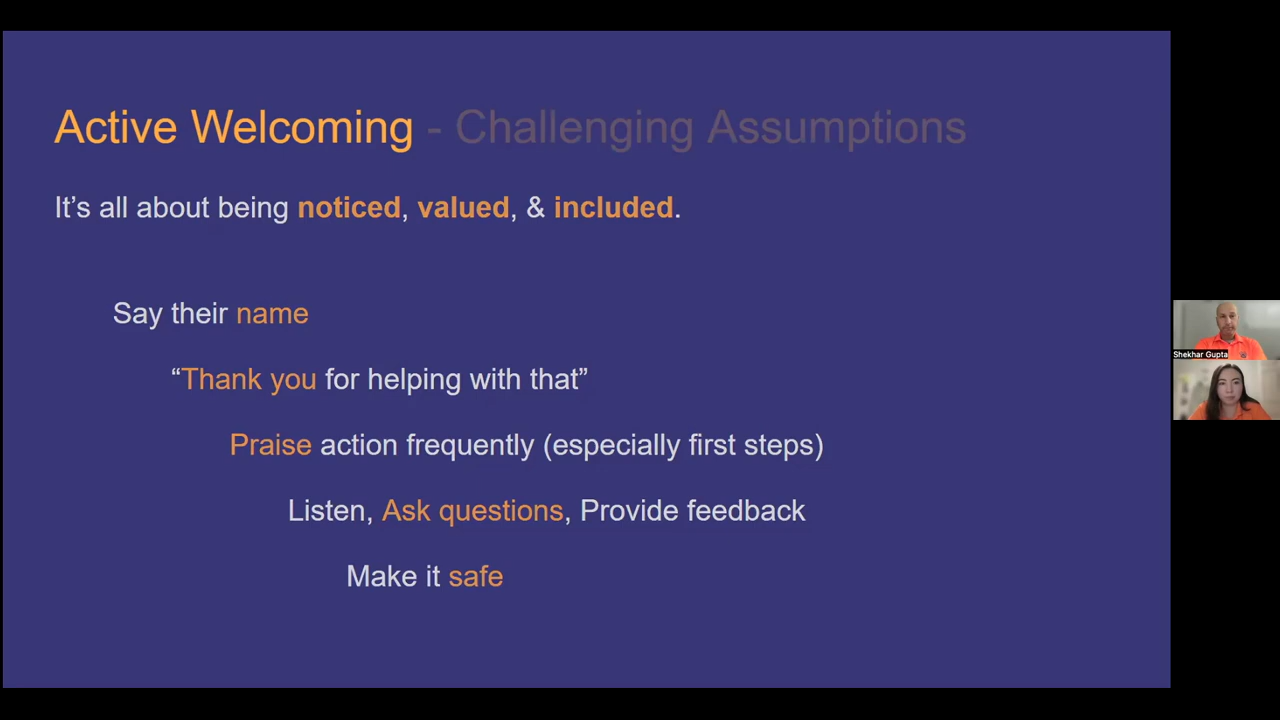 Active Welcoming - Challenging Assumptions
It’s all about being noticed, valued, & included.
Say their name
“Thank you for helping with that”
Praise action frequently (especially first steps)
Listen, Ask questions, Provide feedback
Make it safe
Shekhar Gupta